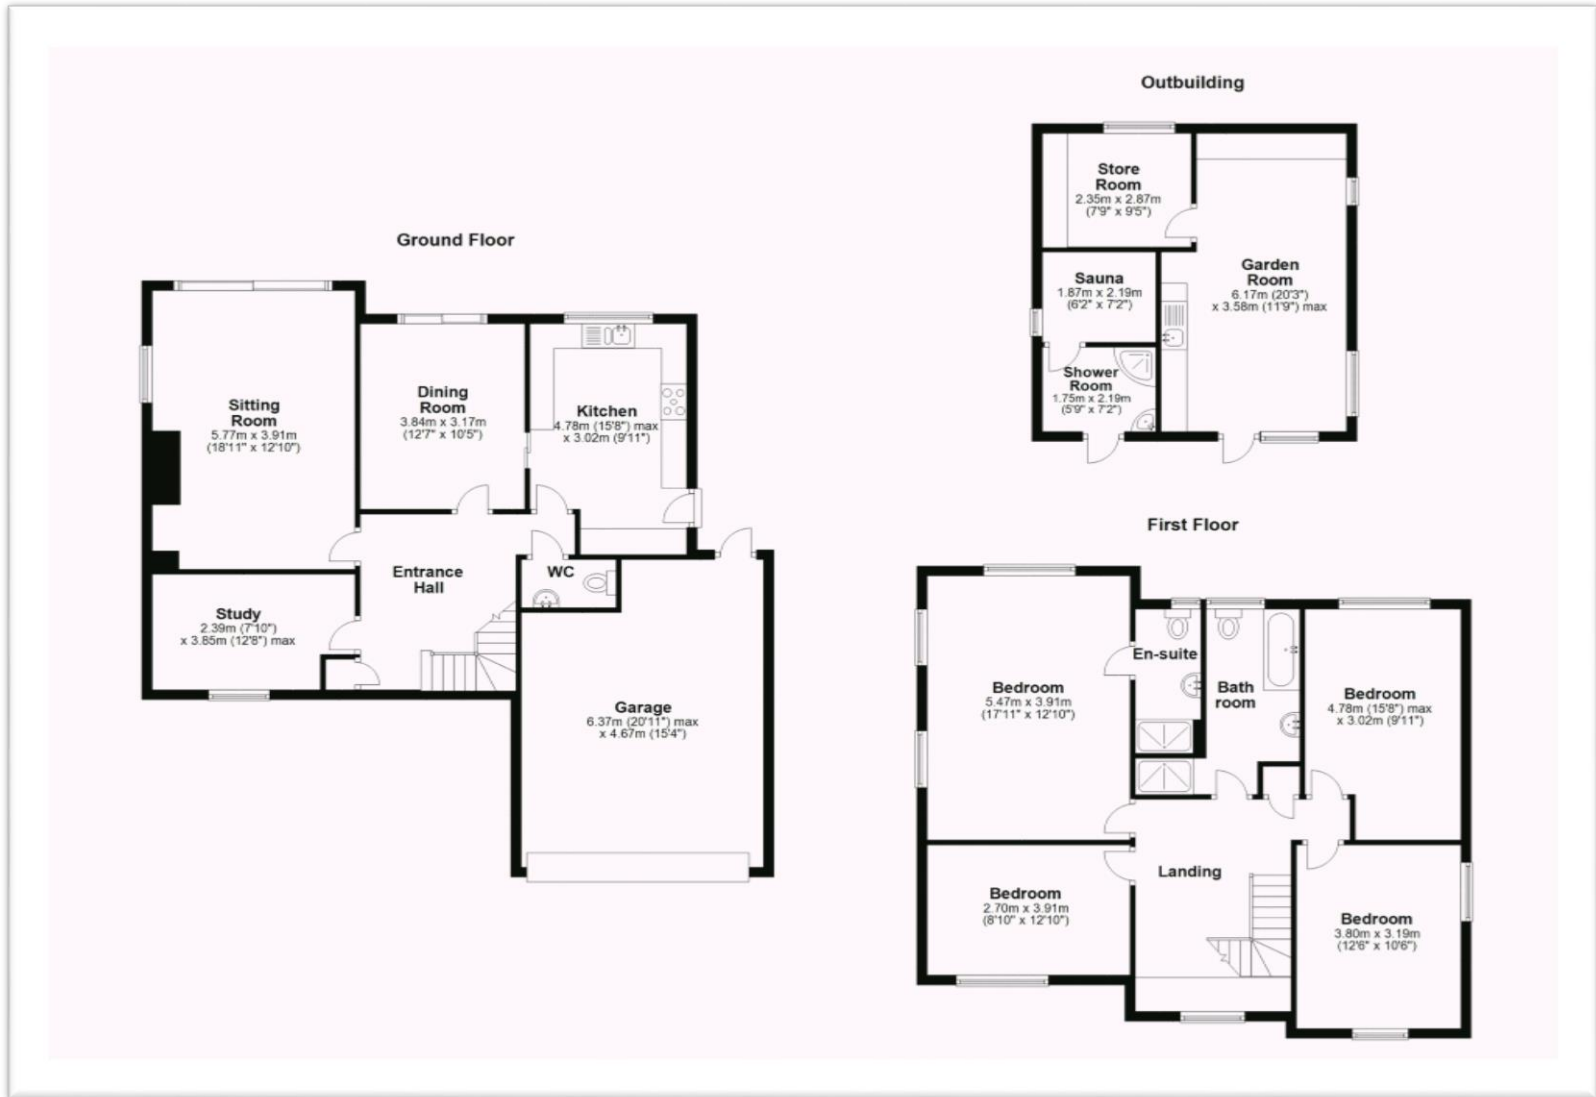 Ground Floor
Sitting
Room
5.77m x 3.91m
(18'11" x 12'10")
Dining
Room
3.84m x 3.17m
(12'7" x 10'5")
Kitchen
4.78m (15'8") max
x 3.02m (9'11")
Entrance
Hall
WC
Study
2.39m (7'10")
x 3.85m (12'8") max
Garage
6.37m (20'11") max
x 4.67m (15'4")
Outbuilding
Store
Room
2.35m x 2.87m
(7'9" x 9'5")
Sauna
1.87m x 2.19m
(6'2" x 7'2")
Garden
Room
6.17m (20'3")
x 3.58m (11'9") max
Shower
Room
1.75m x 2.19m
(5'9" x 7'2")
First Floor
Bedroom
5.47m x 3.91m
(17'11" x 12'10")
En-suite
Bath
room
Bedroom
4.78m (15'8") max
x 3.02m (9'11")
Landing
Bedroom
2.70m x 3.91m
(8'10" x 12'10")
Bedroom
3.80m x 3.19m
(12'6" x 10'6")